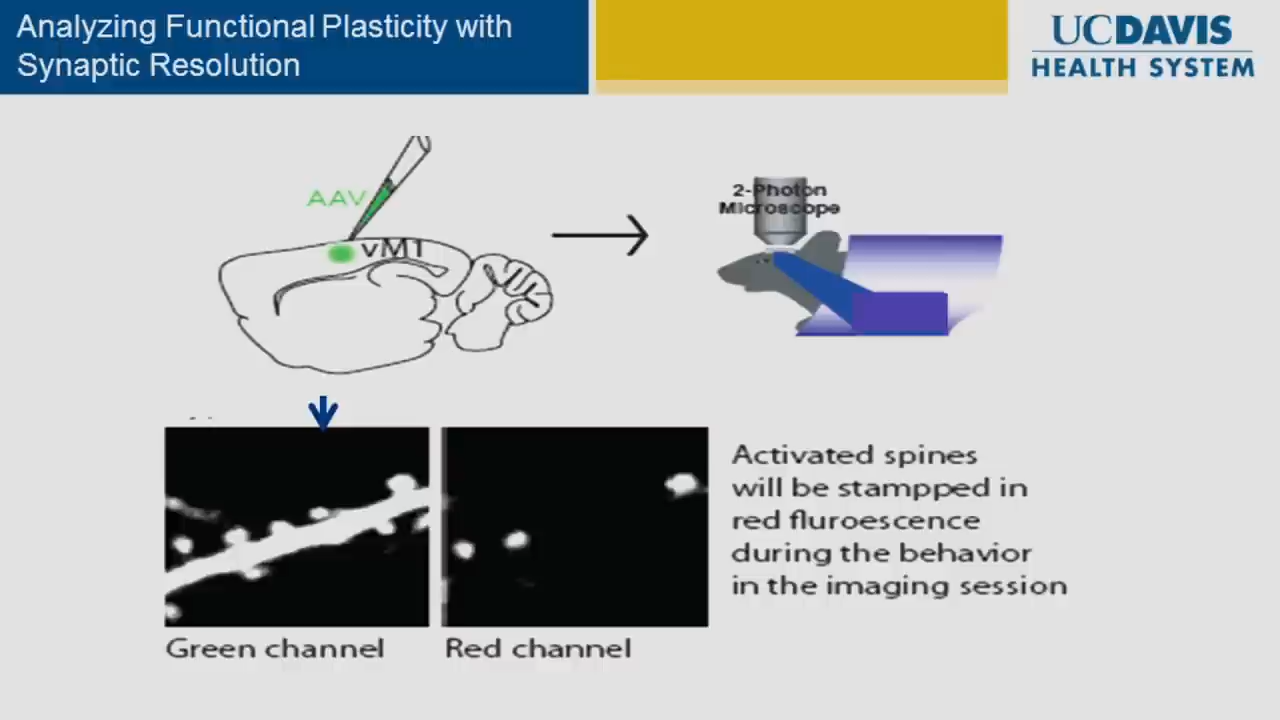 Analyzing Functional Plasticity with
Synaptic Resolution
UCDAVIS
HEALTH SYSTEM
AAV
vM1
2-Photon
Microscope
Activated spines
will be stampped in
red fluroescence
during the behavior
in the imaging session
Green channel
Red channel